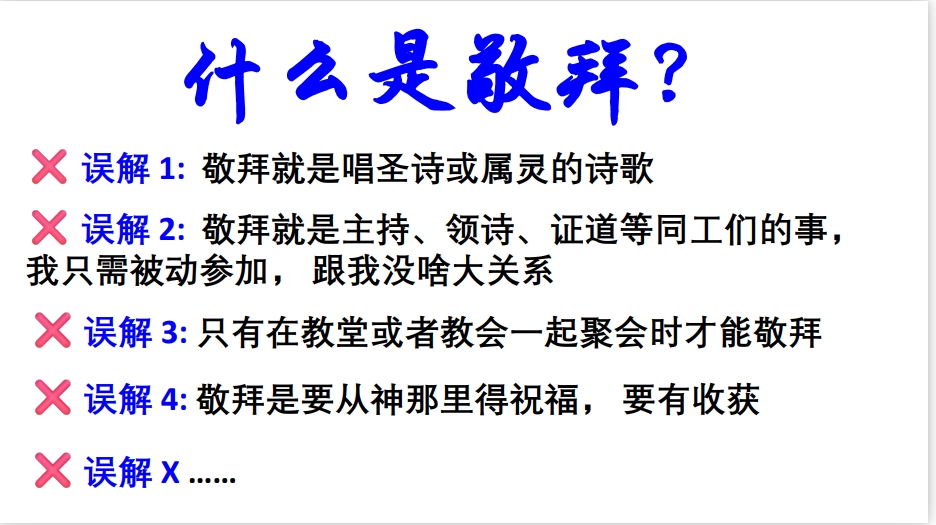 什么是敬拜?
❌ 误解 1: 敬拜就是唱圣诗或属灵的诗歌
❌ 误解 2: 敬拜就是主持、领诗、证道等同工们的事，
我只需被动参加， 跟我没啥大关系
❌ 误解 3: 只有在教堂或者教会一起聚会时才能敬拜
❌ 误解 4: 敬拜是要从神那里得祝福， 要有收获
❌ 误解 X ……